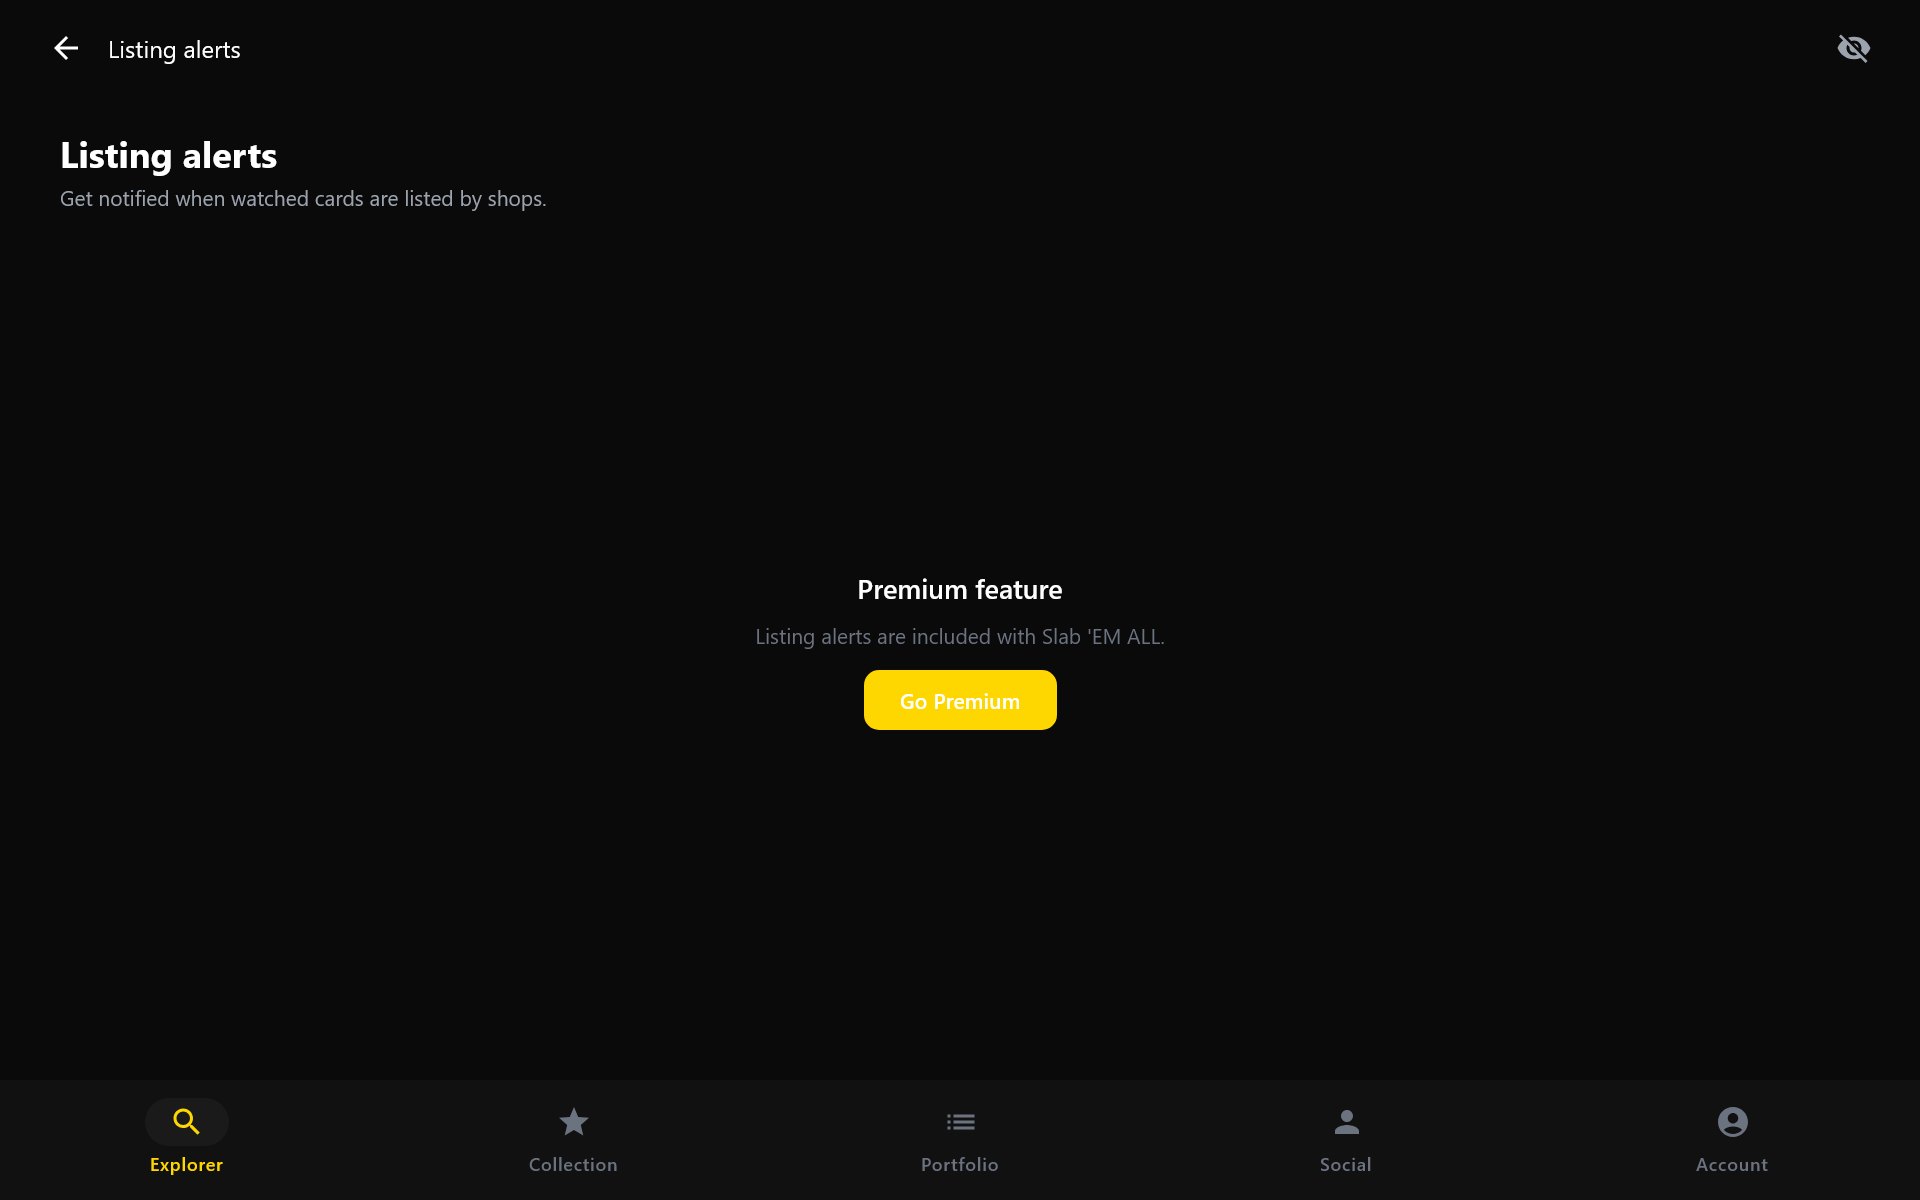 Listing alerts
Listing alerts
Get notified when watched cards are listed by shops.
Premium feature
Listing alerts are included with Slab 'EM ALL.
Go Premium
Explorer
Collection
Portfolio
Social
Account